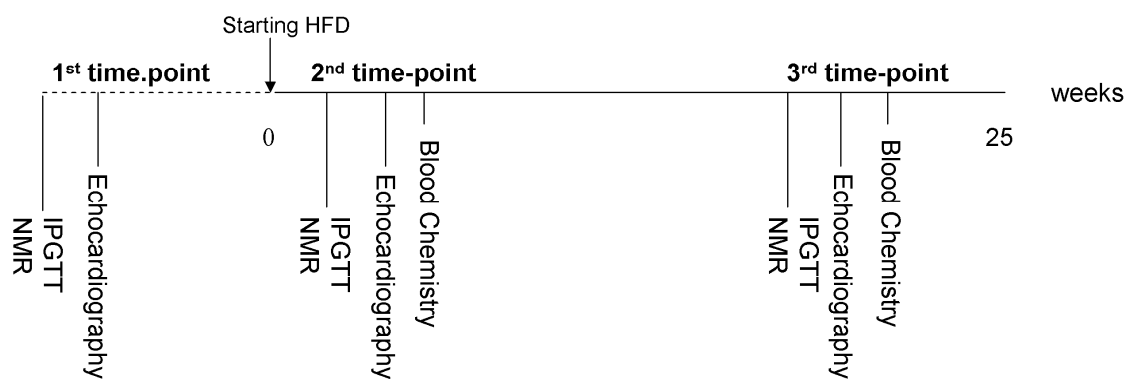 Starting HFD
1st time.point
2nd time-point
3rd time-point
weeks
0
25
IPGTT
NMR
Echocardiography
IPGTT
NMR
Echocardiography
Blood Chemistry
IPGTT
NMR
Echocardiography
Blood Chemistry